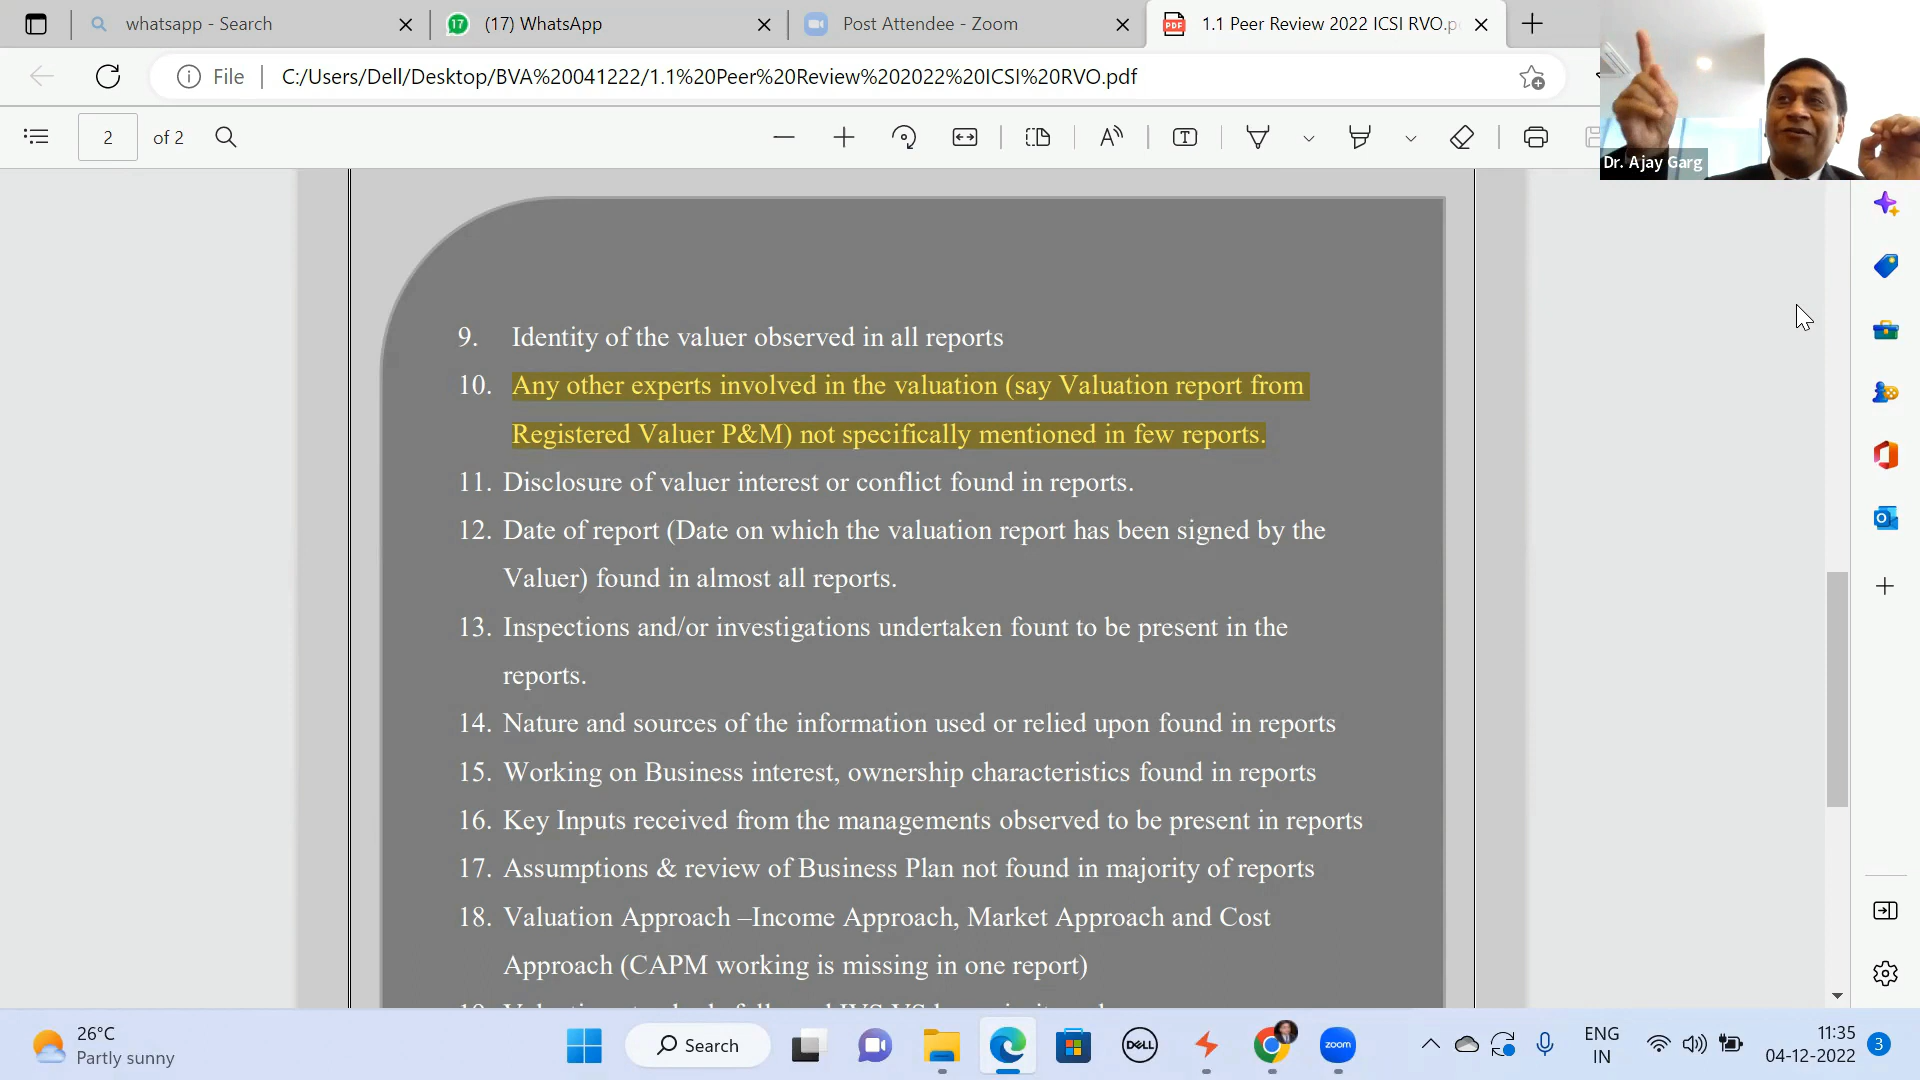 whatsapp - Search
(17) WhatsApp
Post Attendee - Zoom
1.1 Peer Review 2022 ICSI RVO.p
File
C:/Users/Dell/Desktop/BVA%20041222/1.1%20Peer%20Review%202022%20ICSI%20RVO.pdf
2 of 2
Dr. Ajay Garg
9. Identity of the valuer observed in all reports
10. Any other experts involved in the valuation (say Valuation report from
Registered Valuer P&M) not specifically mentioned in few reports.
11. Disclosure of valuer interest or conflict found in reports.
12. Date of report (Date on which the valuation report has been signed by the
Valuer) found in almost all reports.
13. Inspections and/or investigations undertaken fount to be present in the
reports.
14. Nature and sources of the information used or relied upon found in reports
15. Working on Business interest, ownership characteristics found in reports
16. Key Inputs received from the managements observed to be present in reports
17. Assumptions & review of Business Plan not found in majority of reports
18. Valuation Approach –Income Approach, Market Approach and Cost
Approach (CAPM working is missing in one report)
26°C
Partly sunny
Search
DELL
zoom
ENG
IN
11:35
04-12-2022
3